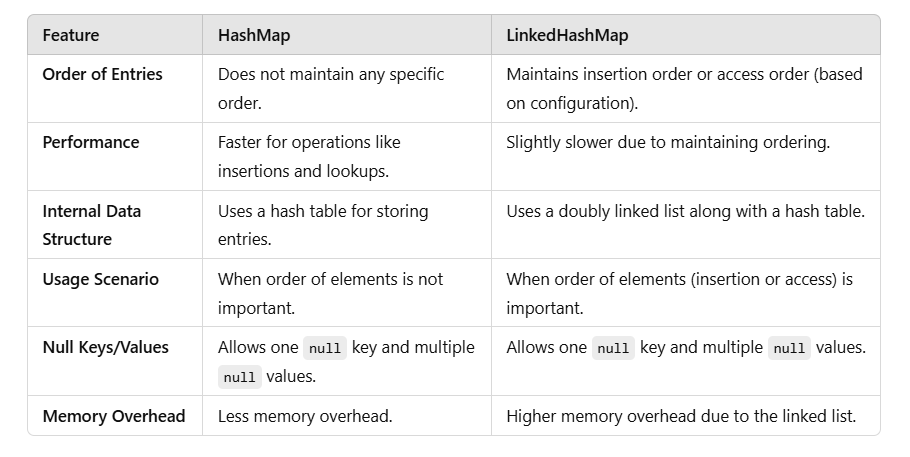 Feature HashMap LinkedHashMap
Order of Entries Does not maintain any specific order. Maintains insertion order or access order (based on configuration).
Performance Faster for operations like insertions and lookups. Slightly slower due to maintaining ordering.
Internal Data Structure Uses a hash table for storing entries. Uses a doubly linked list along with a hash table.
Usage Scenario When order of elements is not important. When order of elements (insertion or access) is important.
Null Keys/Values Allows one null key and multiple null values. Allows one null key and multiple null values.
Memory Overhead Less memory overhead. Higher memory overhead due to the linked list.